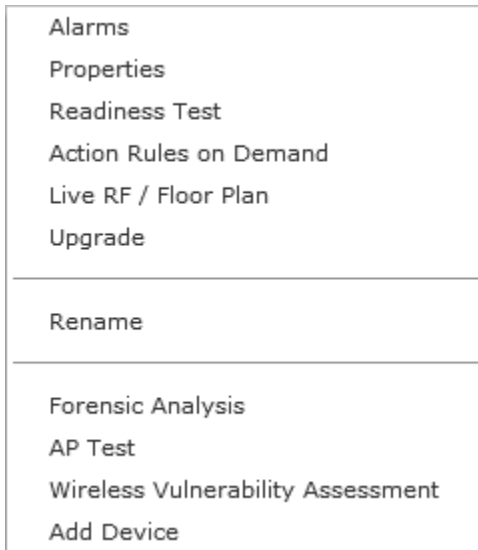 Alarms
Properties
Readiness Test
Action Rules on Demand
Live RF / Floor Plan
Upgrade
Rename
Forensic Analysis
AP Test
Wireless Vulnerability Assessment
Add Device